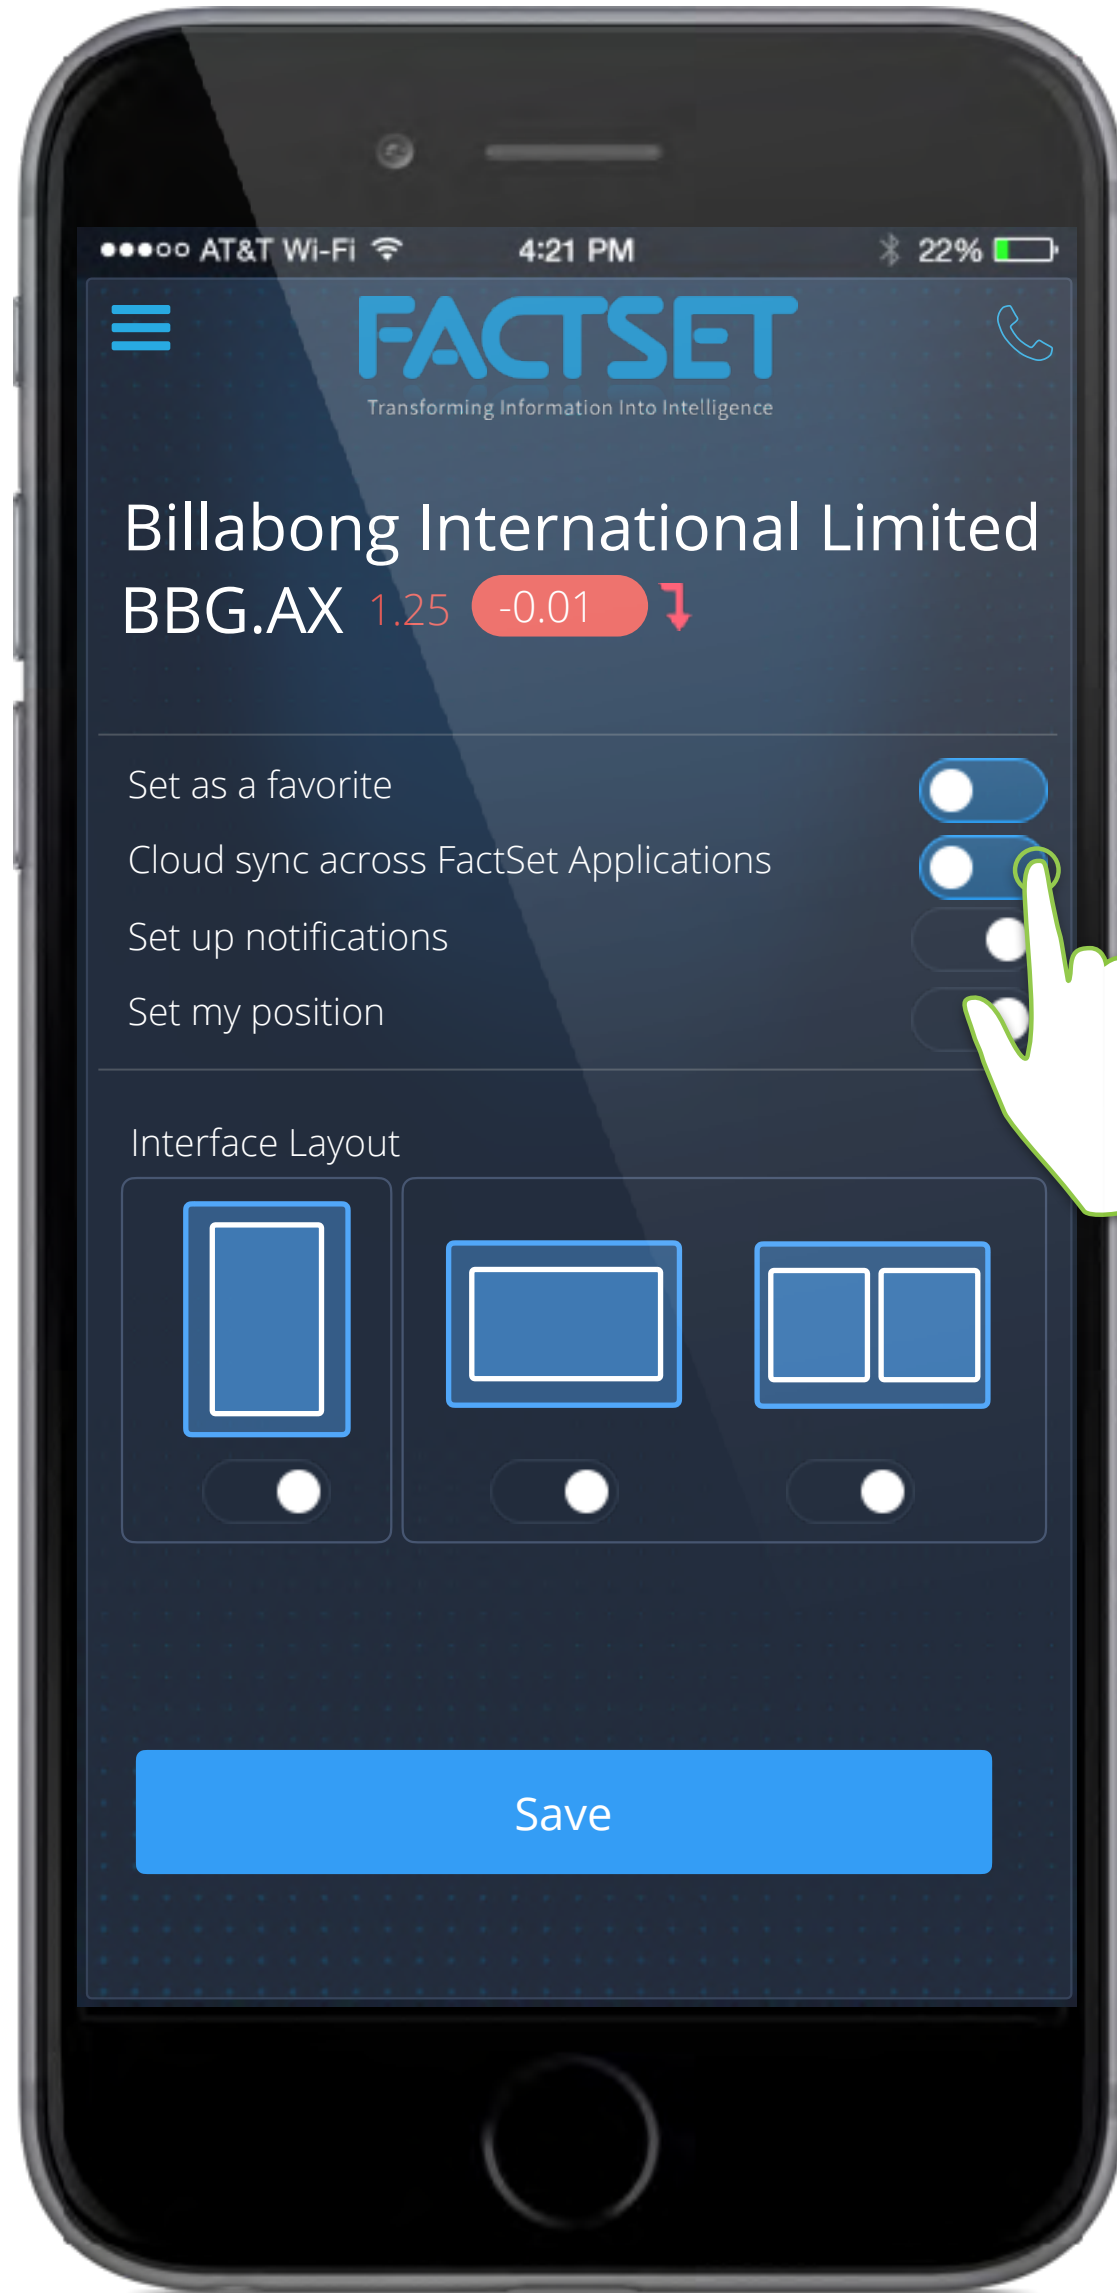 AT&T Wi-Fi 4:21 PM 22%
FACTSET
Transforming Information Into Intelligence
Billabong International Limited
BBG.AX 1.25 -0.01
Set as a favorite
Cloud sync across FactSet Applications
Set up notifications
Set my position
Interface Layout
Save